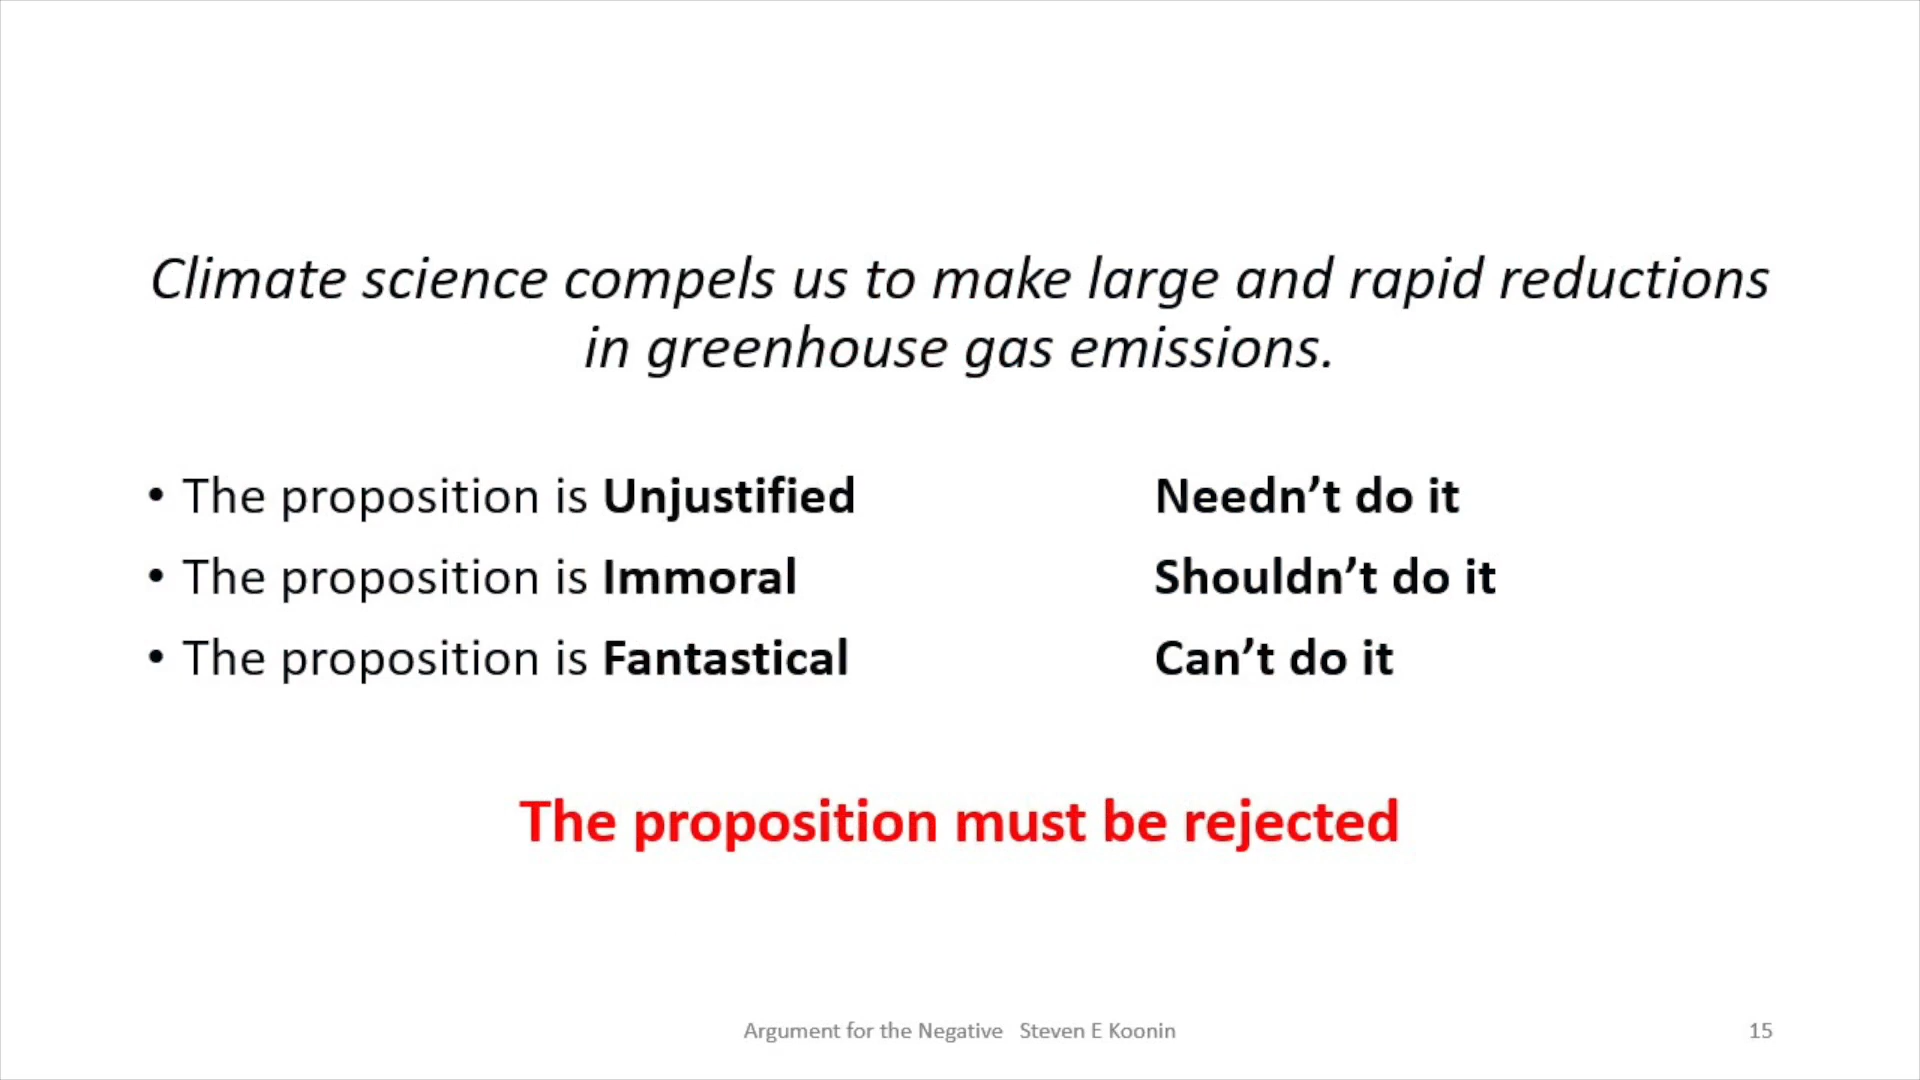 Climate science compels us to make large and rapid reductions
in greenhouse gas emissions.
• The proposition is Unjustified Needn’t do it
• The proposition is Immoral Shouldn’t do it
• The proposition is Fantastical Can’t do it
The proposition must be rejected
Argument for the Negative Steven E Koonin 15